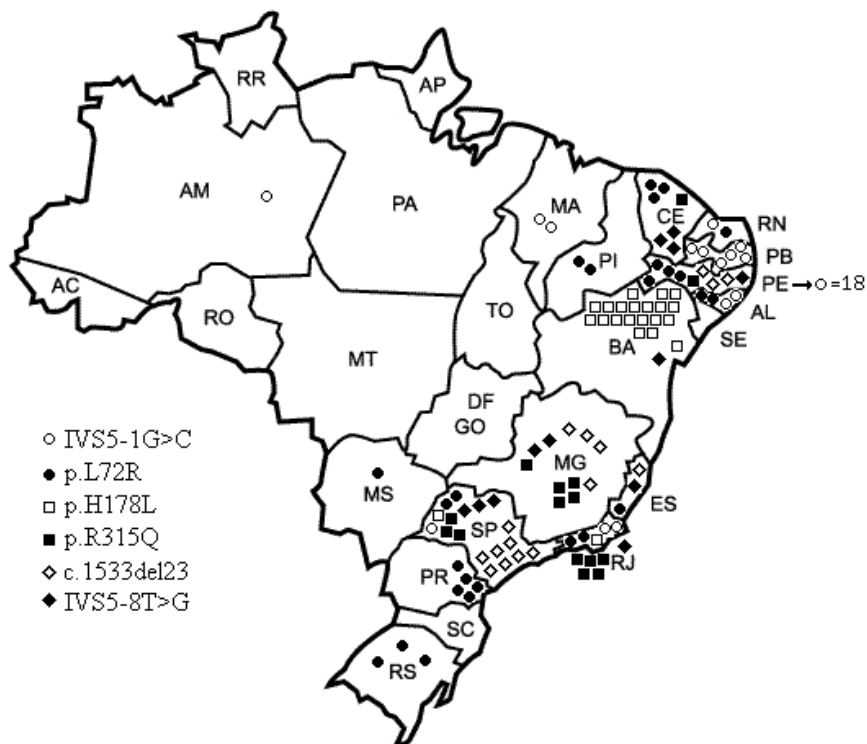 RR
AP
AM
PA
MA
CE
RN
PB
PI
PE → ○ =18
AL
SE
AC
RO
TO
BA
MT
DF
GO
MG
MS
ES
SP
RJ
PR
SC
RS
○ IVS5-1G>C
● p.L72R
□ p.H178L
■ p.R315Q
◇ c.1533del23
◆ IVS5-8T>G